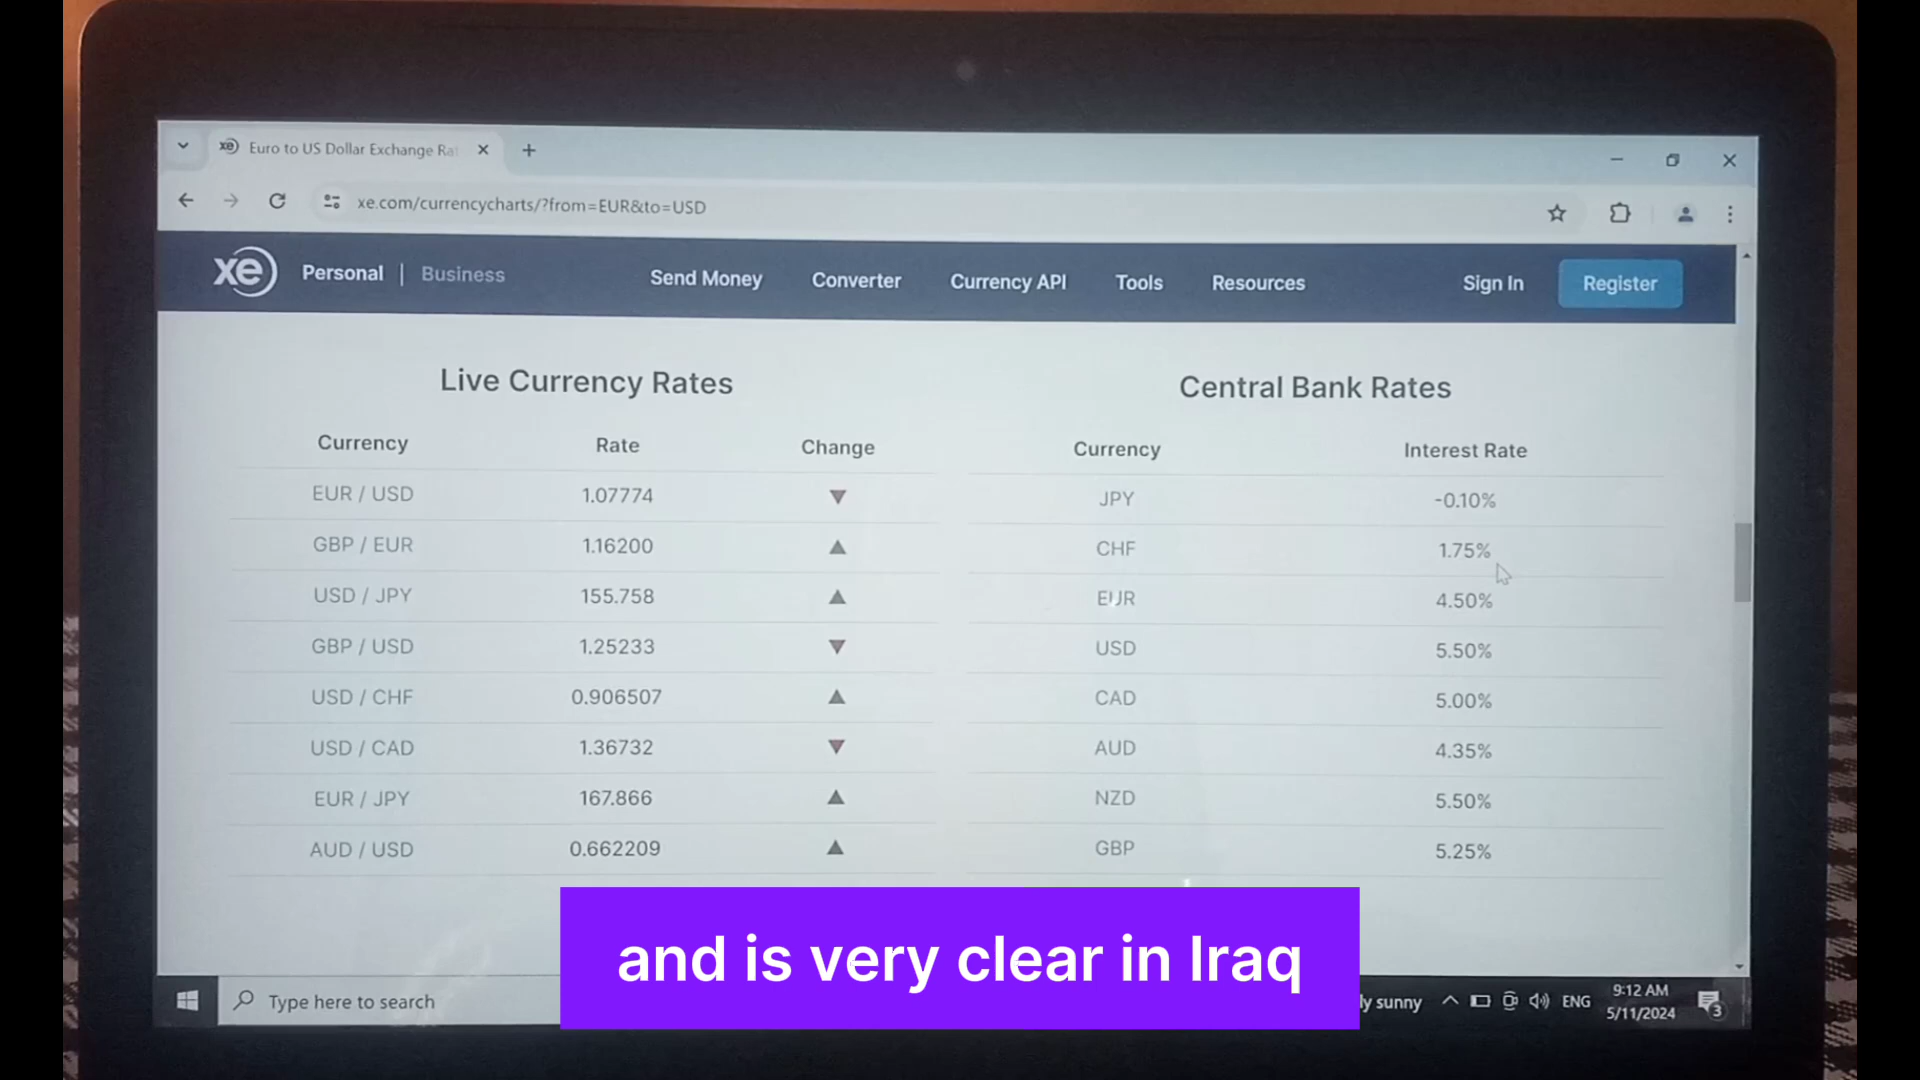 Euro to US Dollar Exchange Ra
xe.com/currencycharts/?from=EUR&to=USD
xe Personal | Business Send Money Converter Currency API Tools Resources Sign In Register
Live Currency Rates
Currency Rate Change
EUR / USD 1.07774 ▼
GBP / EUR 1.16200 ▲
USD / JPY 155.758 ▲
GBP / USD 1.25233 ▼
USD / CHF 0.906507 ▲
USD / CAD 1.36732 ▼
EUR / JPY 167.866 ▲
AUD / USD 0.662209 ▲
Central Bank Rates
Currency Interest Rate
JPY -0.10%
CHF 1.75%
EUR 4.50%
USD 5.50%
CAD 5.00%
AUD 4.35%
NZD 5.50%
GBP 5.25%
and is very clear in Iraq
Type here to search
ly sunny ENG 9:12 AM
5/11/2024 3